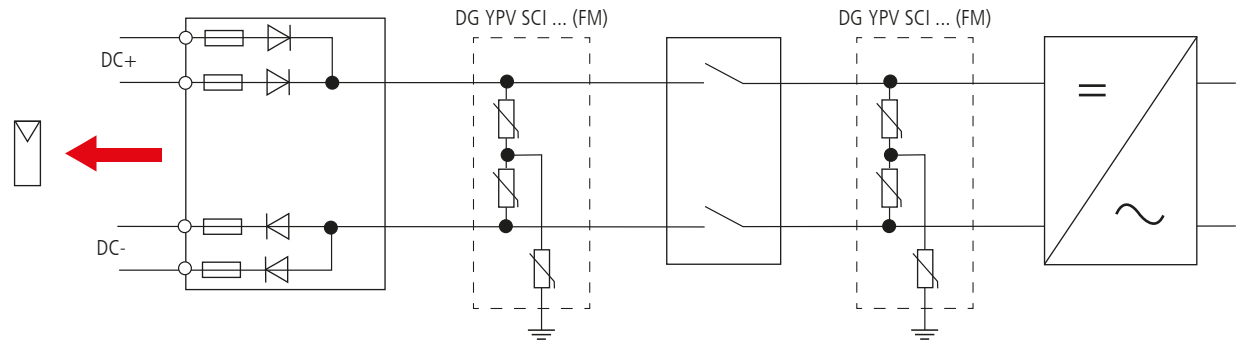 DG YPV SCI ... (FM)
DG YPV SCI ... (FM)
DC+
DC-